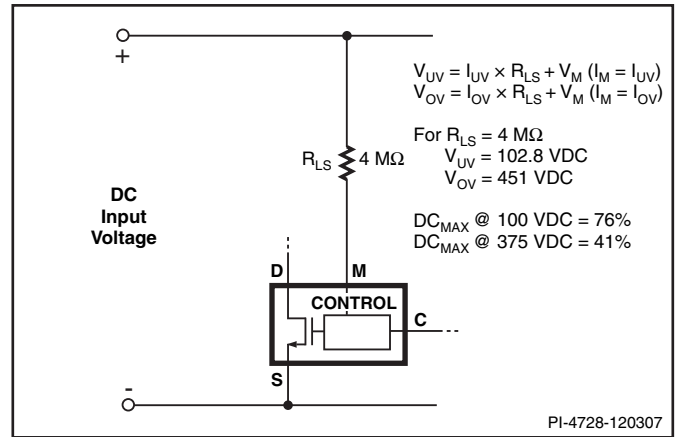 +
V_UV = I_UV × R_LS + V_M (I_M = I_UV)
V_OV = I_OV × R_LS + V_M (I_M = I_OV)
For R_LS = 4 MΩ
V_UV = 102.8 VDC
V_OV = 451 VDC
DC_MAX @ 100 VDC = 76%
DC_MAX @ 375 VDC = 41%
R_LS 4 MΩ
DC
Input
Voltage
D M
CONTROL
C
S
-
PI-4728-120307